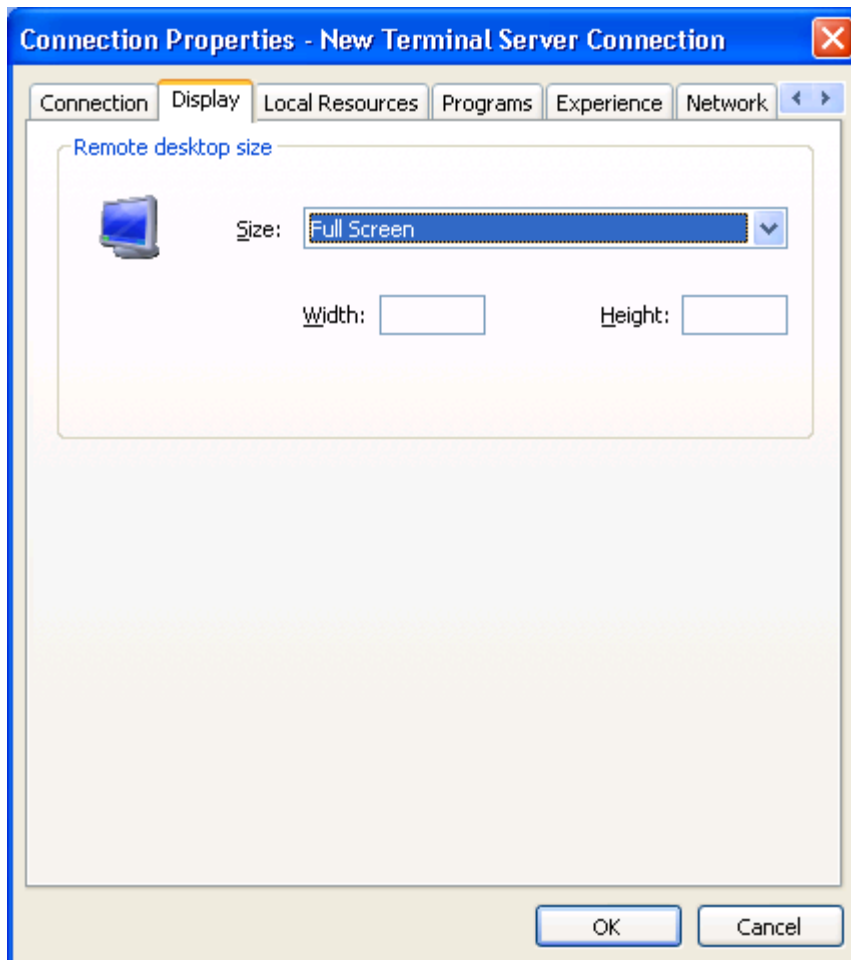 Connection Properties - New Terminal Server Connection
Connection Display Local Resources Programs Experience Network
Remote desktop size
Size: Full Screen
Width: Height:
OK Cancel